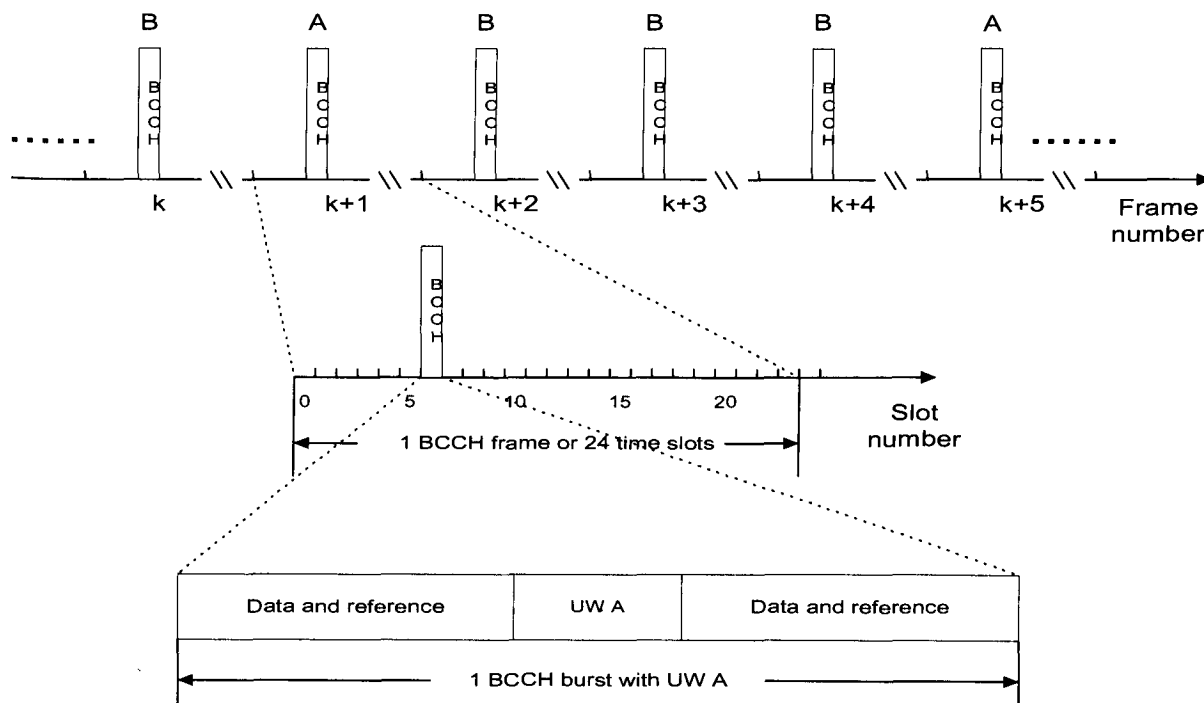 B A B B B A
BCCH BCCH BCCH BCCH BCCH BCCH
k k+1 k+2 k+3 k+4 k+5 Frame
number
BCCH
0 5 10 15 20 Slot
number
1 BCCH frame or 24 time slots
Data and reference UW A Data and reference
1 BCCH burst with UW A